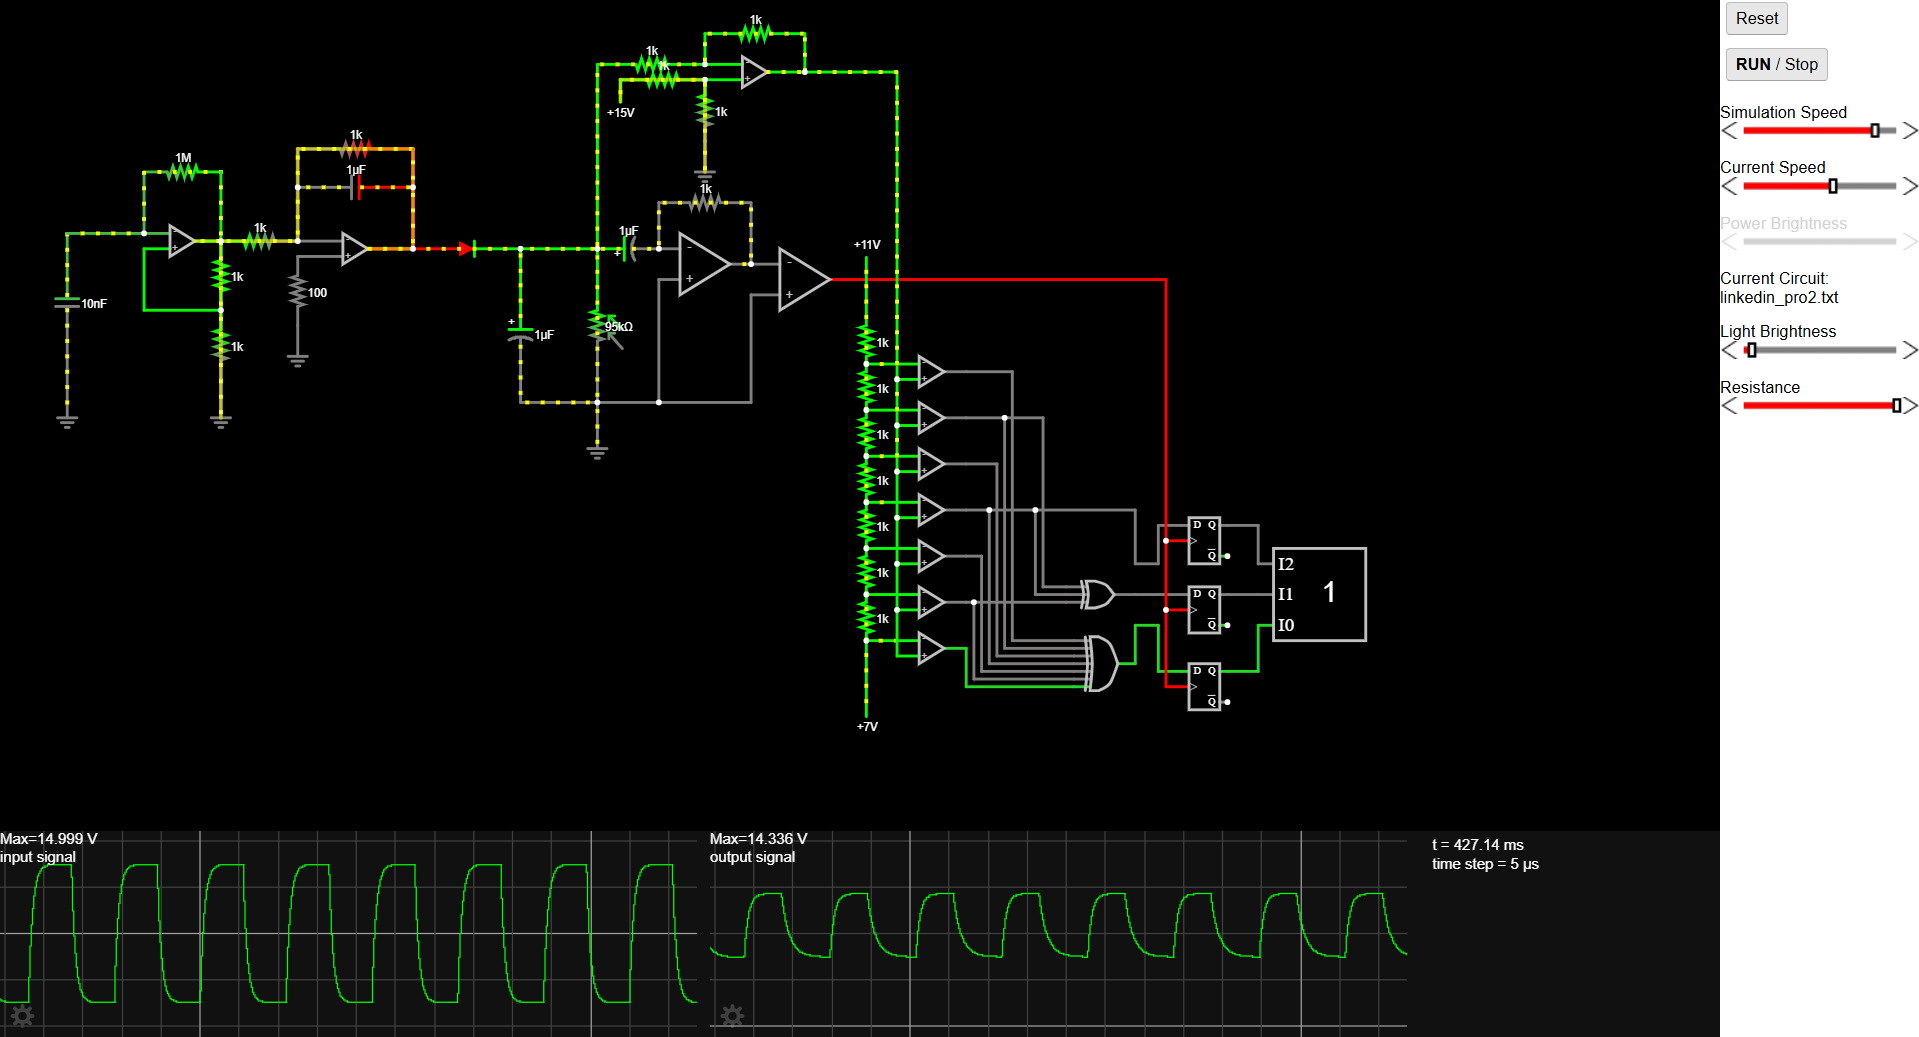 Reset
RUN / Stop
Simulation Speed
Current Speed
Power Brightness
Current Circuit:
linkedin_pro2.txt
Light Brightness
Resistance
1k
1k
1k
+15V
1k
1M
1k
1µF
1k
1k
1k
10nF
100
1k
1µF
1µF
95kΩ
+11V
1k
1k
1k
1k
1k
1k
1k
+7V
D Q
Q
D Q
Q
D Q
Q
I2
I1
I0
1
Max=14.999 V
input signal
Max=14.336 V
output signal
t = 427.14 ms
time step = 5 µs